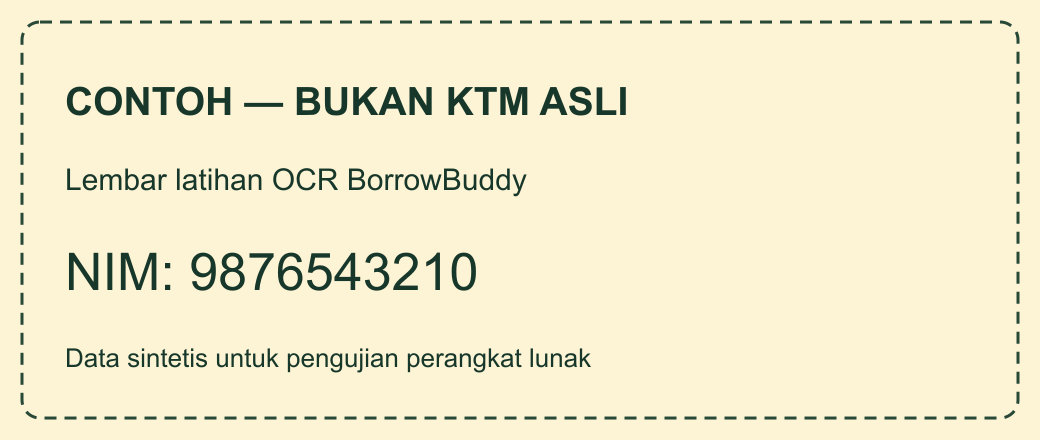 CONTOH — BUKAN KTM ASLI
Lembar latihan OCR BorrowBuddy
NIM: 9876543210
Data sintetis untuk pengujian perangkat lunak